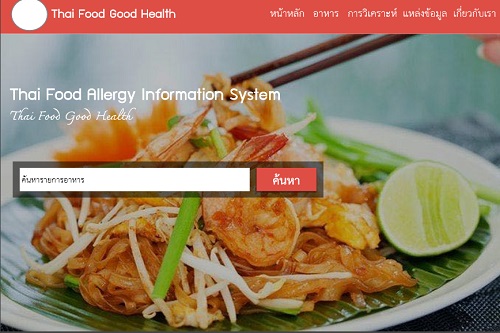 Thai Food Good Health
หน้าหลัก อาหาร การวิเคราะห์ แหล่งข้อมูล เกี่ยวกับเรา
Thai Food Allergy Information System
Thai Food Good Health
ค้นหารายการอาหาร
ค้นหา